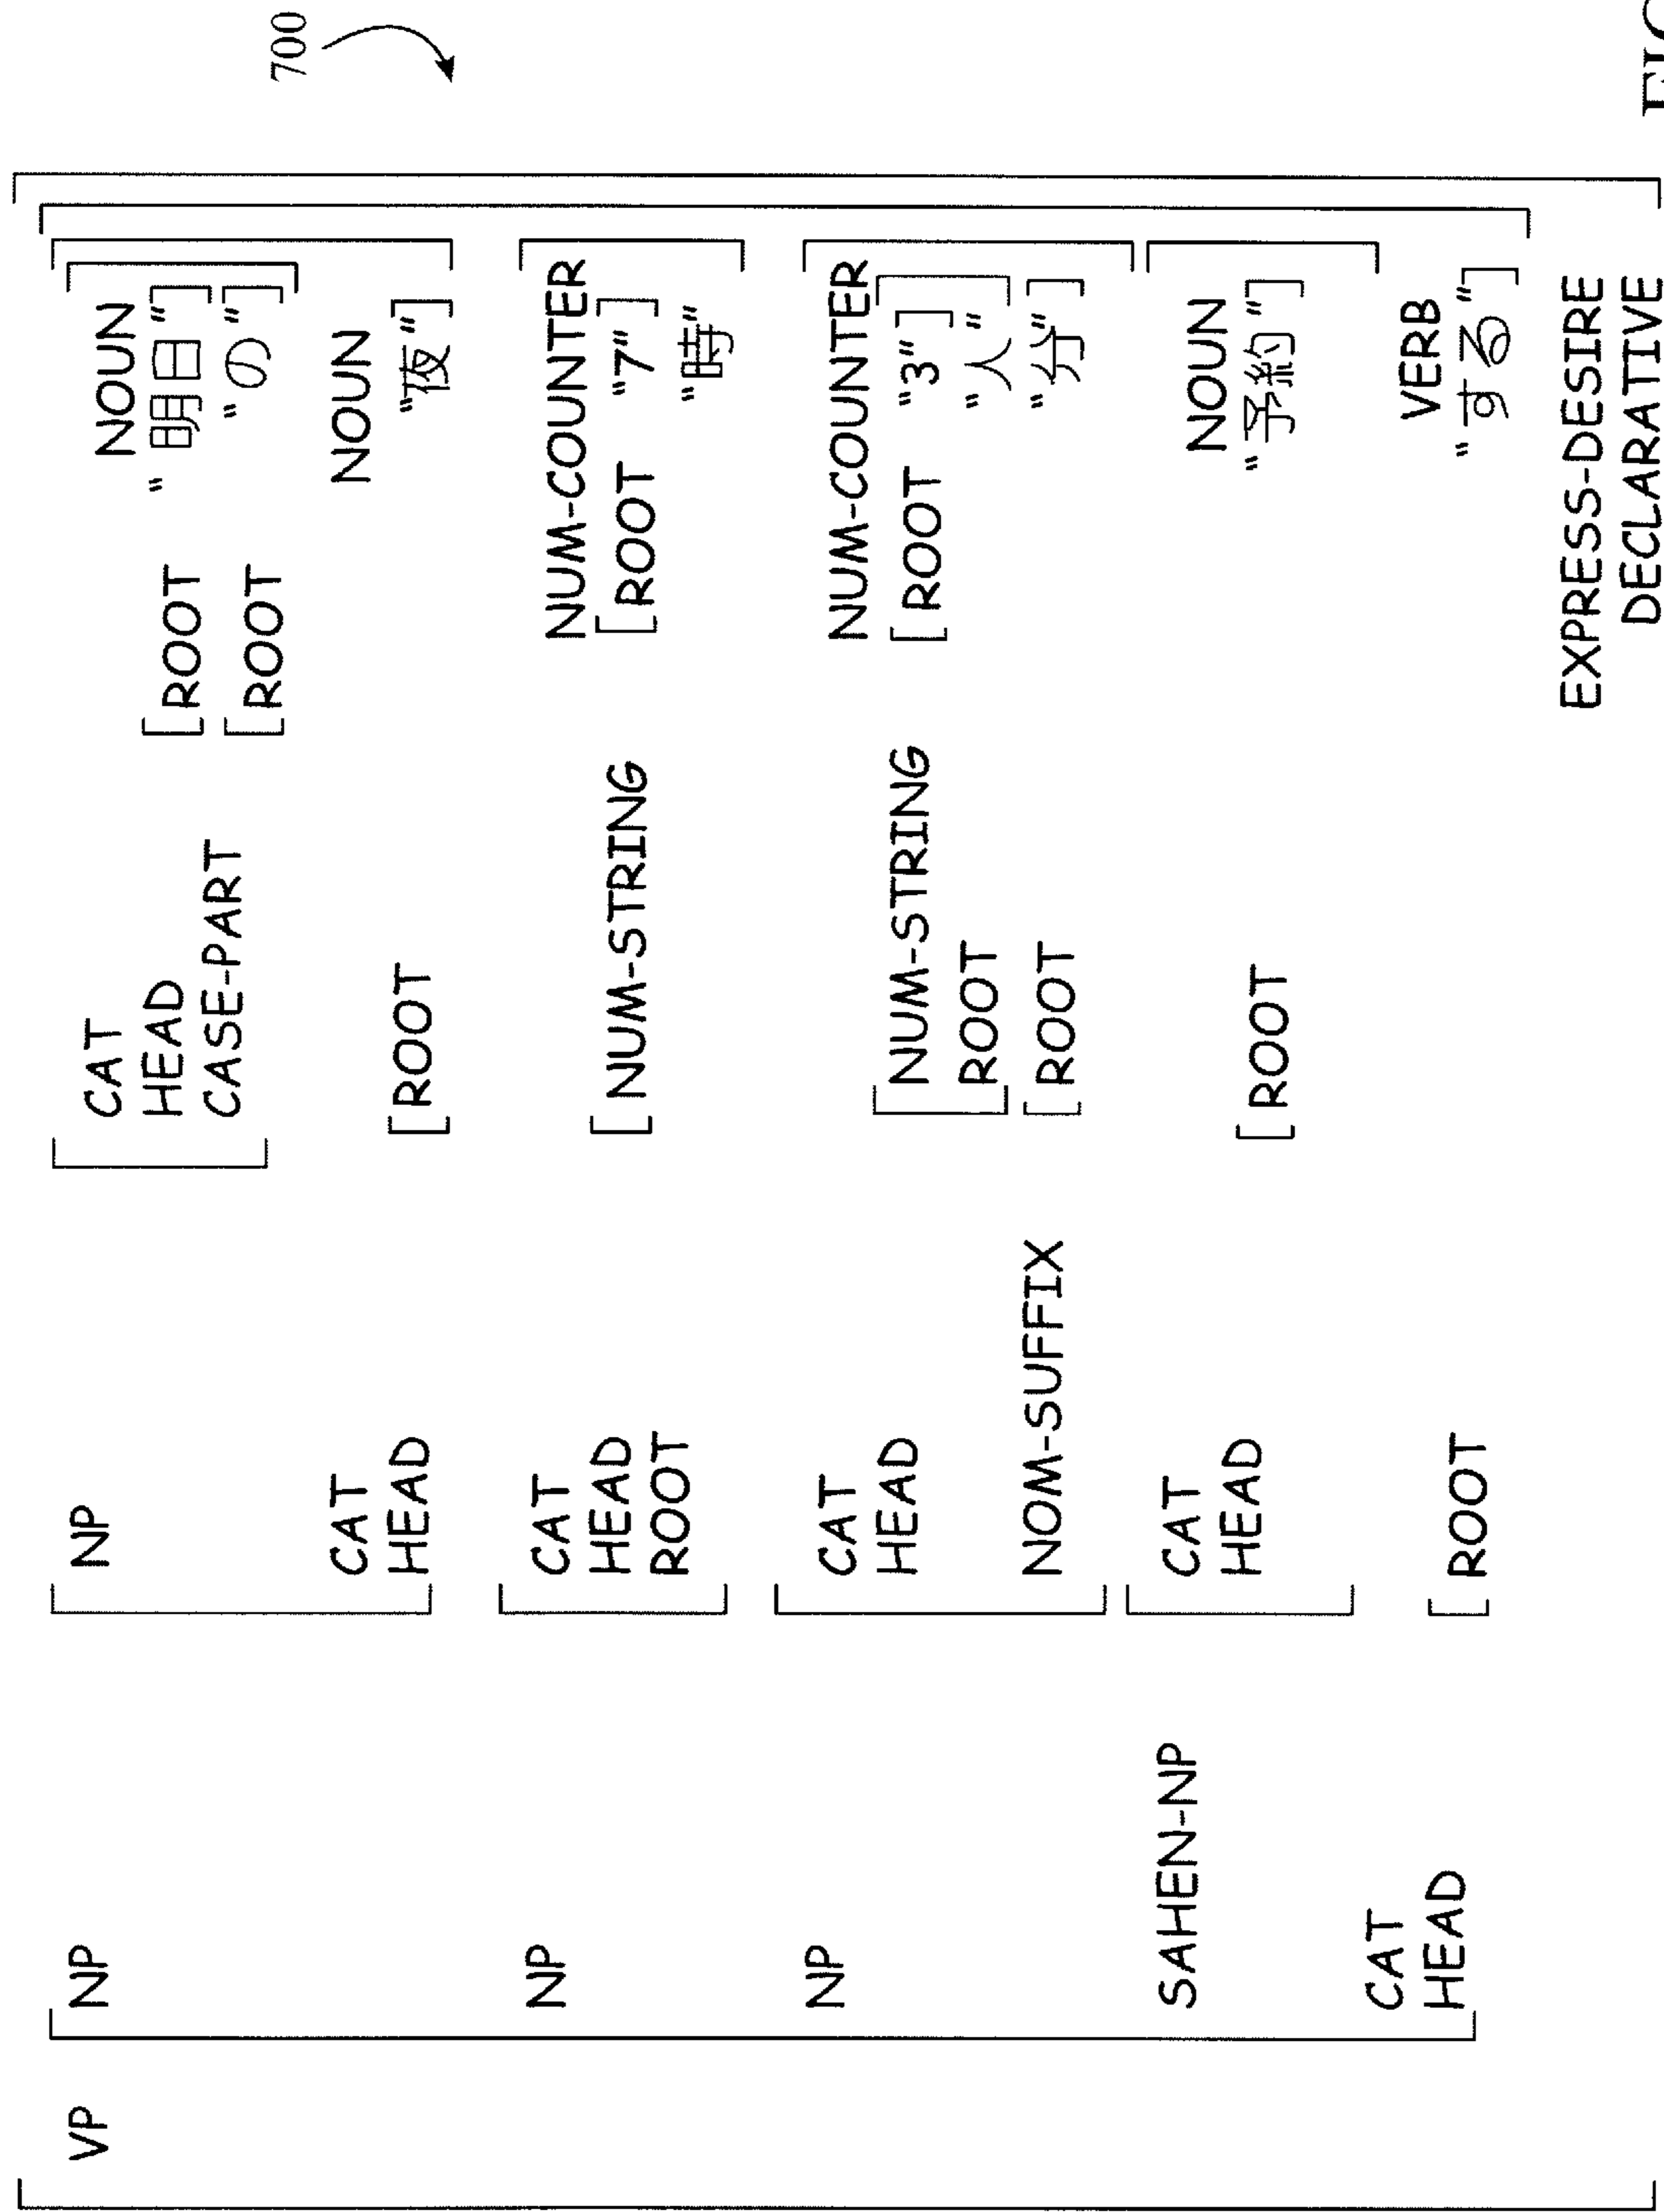 VP NP NP CAT NOUN
HEAD [ROOT "明日"]
CASE-PART [ROOT "の"]
700
CAT NOUN
HEAD [ROOT "夜"]
NP CAT NUM-COUNTER
HEAD [NUM-STRING [ROOT "7"]
ROOT "時"
NP CAT NUM-COUNTER
HEAD [NUM-STRING [ROOT "3"]
ROOT "人"
NOM-SUFFIX [ROOT "分"]
SAHEN-NP CAT NOUN
HEAD [ROOT "予約"]
CAT VERB
HEAD [ROOT "する"]
EXPRESS-DESIRE
DECLARATIVE